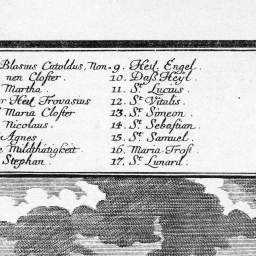 Blasius Catoldus, Non-
nen Closter.
Martha.
Heil Frovasius
Maria Closter
Nicolaus.
Agnes.
Mildthätigkeit
Stephan.
9. Heil. Engel.
10. Daß Heyl.
11. St Lucius.
12. St Vitalis.
13. St Simeon.
14. St Sebastian.
15. St Samuel.
16. Maria Trost
17. St Lunard.